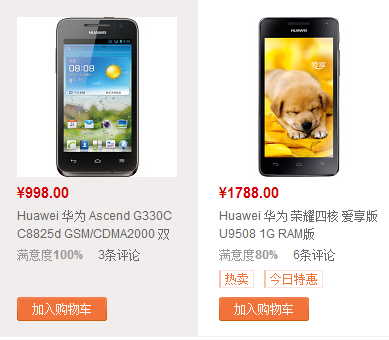 HUAWEI
08:09
¥998.00
Huawei 华为 Ascend G330C
C8825d GSM/CDMA2000 双
满意度100% 3条评论
加入购物车
HUAWEI
爱享
¥1788.00
Huawei 华为 荣耀四核 爱享版
U9508 1G RAM版
满意度80% 6条评论
热卖 今日特惠
加入购物车